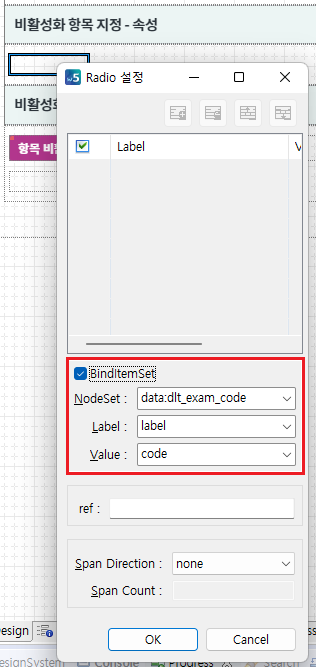 비활성화 항목 지정 - 속성
W5 Radio 설정
비활성화
항목 비
Label
V
BindItemSet
NodeSet : data:dlt_exam_code
Label : label
Value : code
ref :
Span Direction : none
Span Count :
OK Cancel
Design
esignSystem Console Progress Search